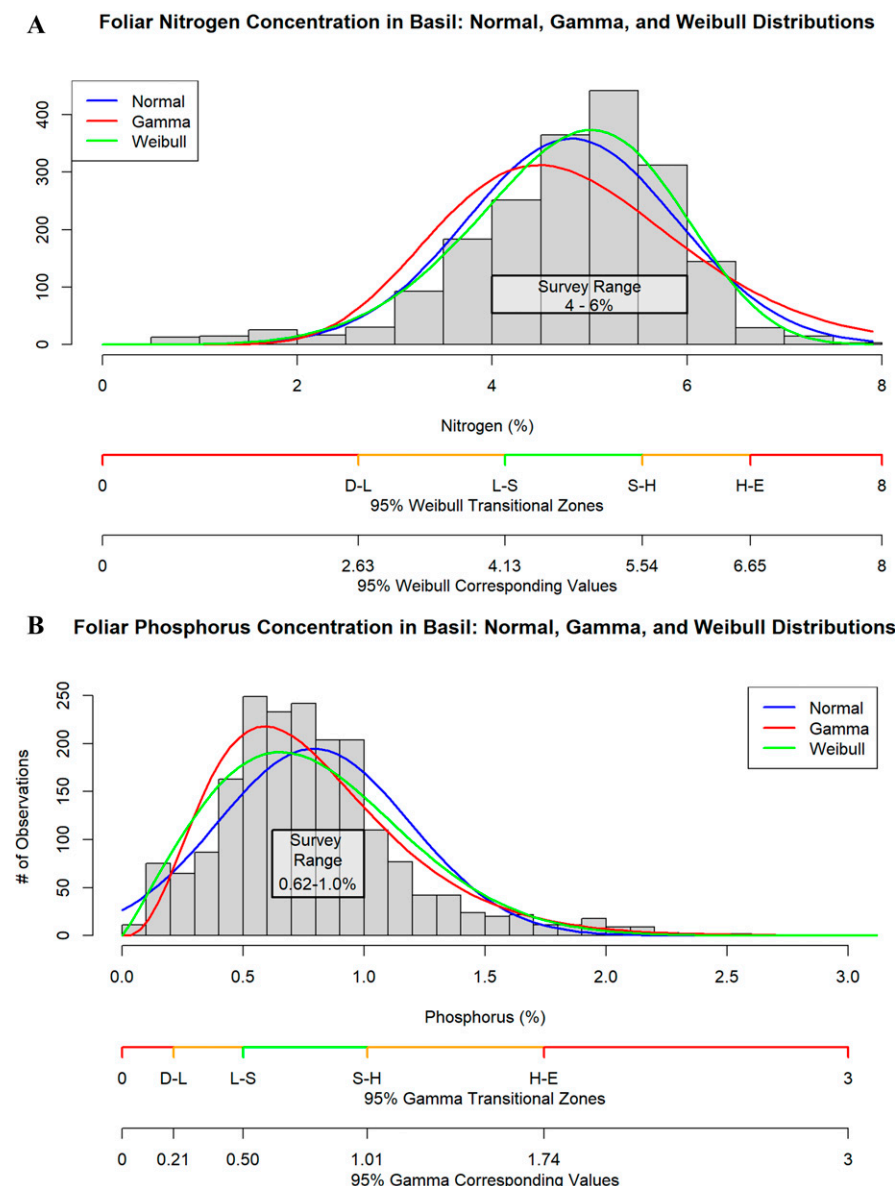 A
Foliar Nitrogen Concentration in Basil: Normal, Gamma, and Weibull Distributions
Normal
Gamma
Weibull
400
300
200
100
0
Survey Range
4 - 6%
0 2 4 6 8
Nitrogen (%)
0 D-L L-S S-H H-E 8
95% Weibull Transitional Zones
0 2.63 4.13 5.54 6.65 8
95% Weibull Corresponding Values
B
Foliar Phosphorus Concentration in Basil: Normal, Gamma, and Weibull Distributions
# of Observations
250
200
150
100
50
0
Normal
Gamma
Weibull
Survey
Range
0.62-1.0%
0.0 0.5 1.0 1.5 2.0 2.5 3.0
Phosphorus (%)
0 D-L L-S S-H H-E 3
95% Gamma Transitional Zones
0 0.21 0.50 1.01 1.74 3
95% Gamma Corresponding Values